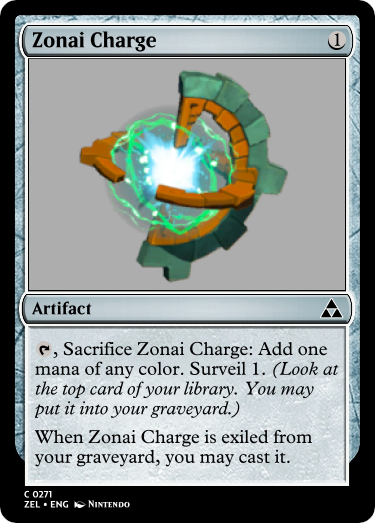 Zonai Charge 1
Artifact
, Sacrifice Zonai Charge: Add one
mana of any color. Surveil 1. (Look at
the top card of your library. You may
put it into your graveyard.)
When Zonai Charge is exiled from
your graveyard, you may cast it.
C 0271
ZEL • ENG Nintendo